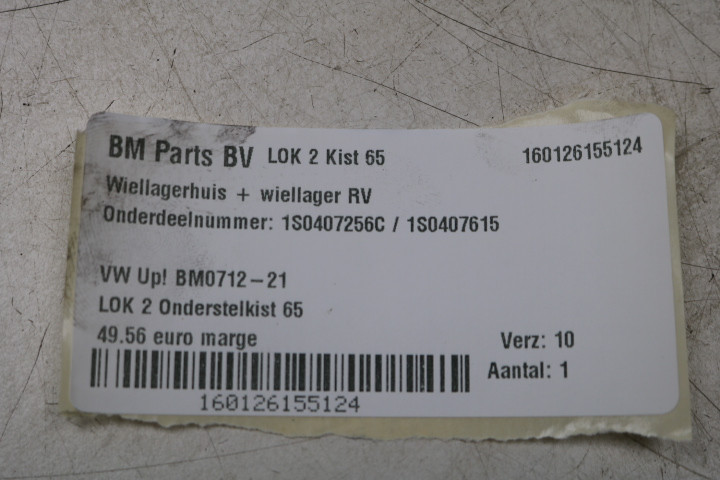 BM Parts BV LOK 2 Kist 65 160126155124
Wiellagerhuis + wiellager RV
Onderdeelnummer: 1S0407256C / 1S0407615
VW Up! BM0712-21
LOK 2 Onderstelkist 65
49.56 euro marge Verz: 10
Aantal: 1
160126155124